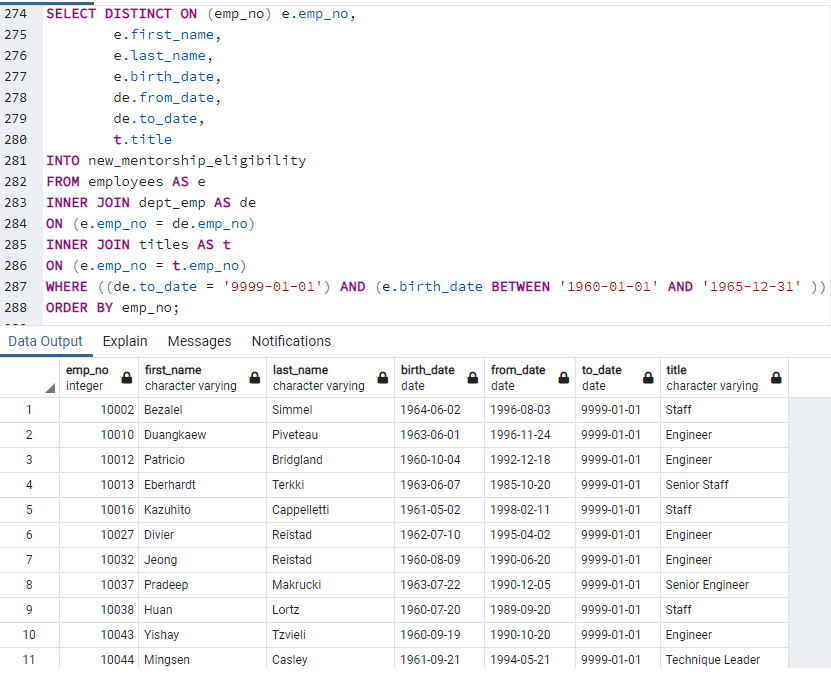 274 SELECT DISTINCT ON (emp_no) e.emp_no,
275 e.first_name,
276 e.last_name,
277 e.birth_date,
278 de.from_date,
279 de.to_date,
280 t.title
281 INTO new_mentorship_eligibility
282 FROM employees AS e
283 INNER JOIN dept_emp AS de
284 ON (e.emp_no = de.emp_no)
285 INNER JOIN titles AS t
286 ON (e.emp_no = t.emp_no)
287 WHERE ((de.to_date = '9999-01-01') AND (e.birth_date BETWEEN '1960-01-01' AND '1965-12-31' ))
288 ORDER BY emp_no;
Data Output Explain Messages Notifications
emp_no first_name last_name birth_date from_date to_date title
integer character varying character varying date date date character varying
1 10002 Bezalel Simmel 1964-06-02 1996-08-03 9999-01-01 Staff
2 10010 Duangkaew Piveteau 1963-06-01 1996-11-24 9999-01-01 Engineer
3 10012 Patricio Bridgland 1960-10-04 1992-12-18 9999-01-01 Engineer
4 10013 Eberhardt Terkki 1963-06-07 1985-10-20 9999-01-01 Senior Staff
5 10016 Kazuhito Cappelletti 1961-05-02 1998-02-11 9999-01-01 Staff
6 10027 Divier Reistad 1962-07-10 1995-04-02 9999-01-01 Engineer
7 10032 Jeong Reistad 1960-08-09 1990-06-20 9999-01-01 Engineer
8 10037 Pradeep Makrucki 1963-07-22 1990-12-05 9999-01-01 Senior Engineer
9 10038 Huan Lortz 1960-07-20 1989-09-20 9999-01-01 Staff
10 10043 Yishay Tzvieli 1960-09-19 1990-10-20 9999-01-01 Engineer
11 10044 Mingsen Casley 1961-09-21 1994-05-21 9999-01-01 Technique Leader